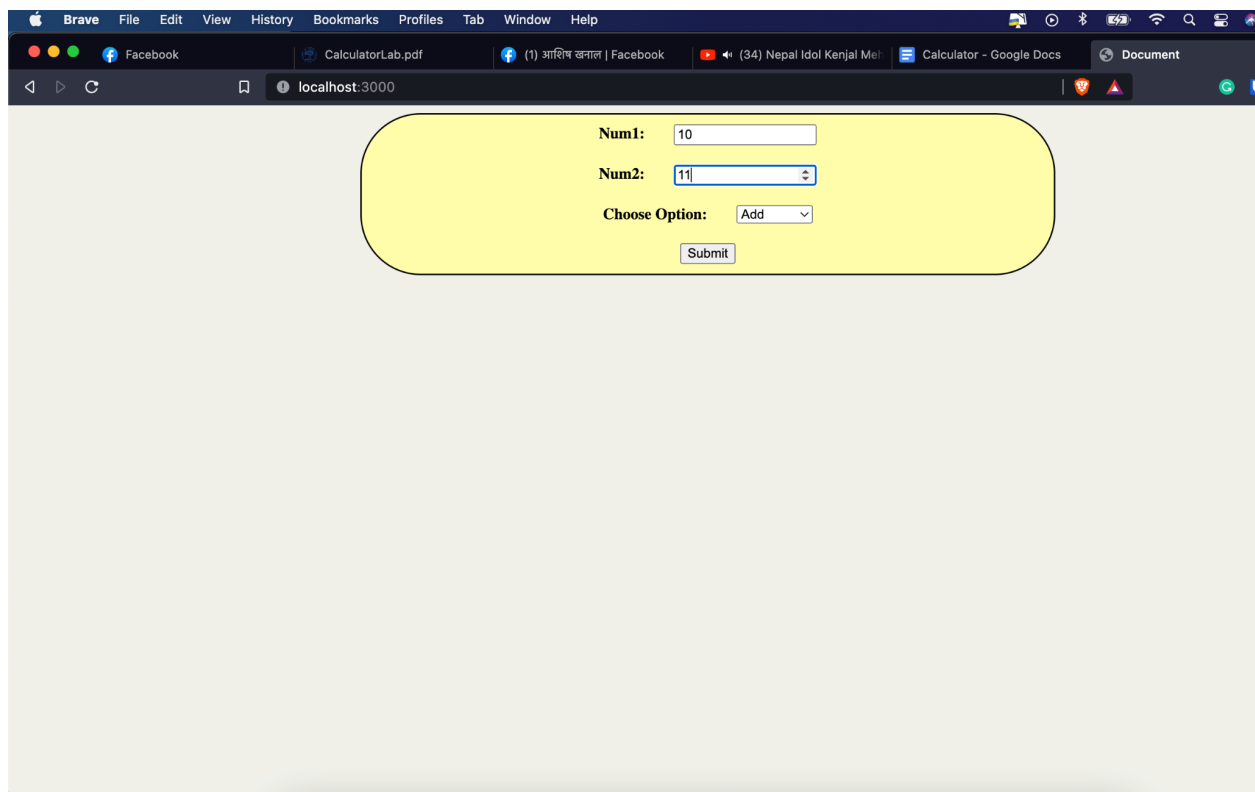 Brave File Edit View History Bookmarks Profiles Tab Window Help
Facebook CalculatorLab.pdf (1) आशिष खनाल | Facebook (34) Nepal Idol Kenjal Meh Calculator - Google Docs Document
localhost:3000
Num1: 10
Num2: 11
Choose Option: Add
Submit